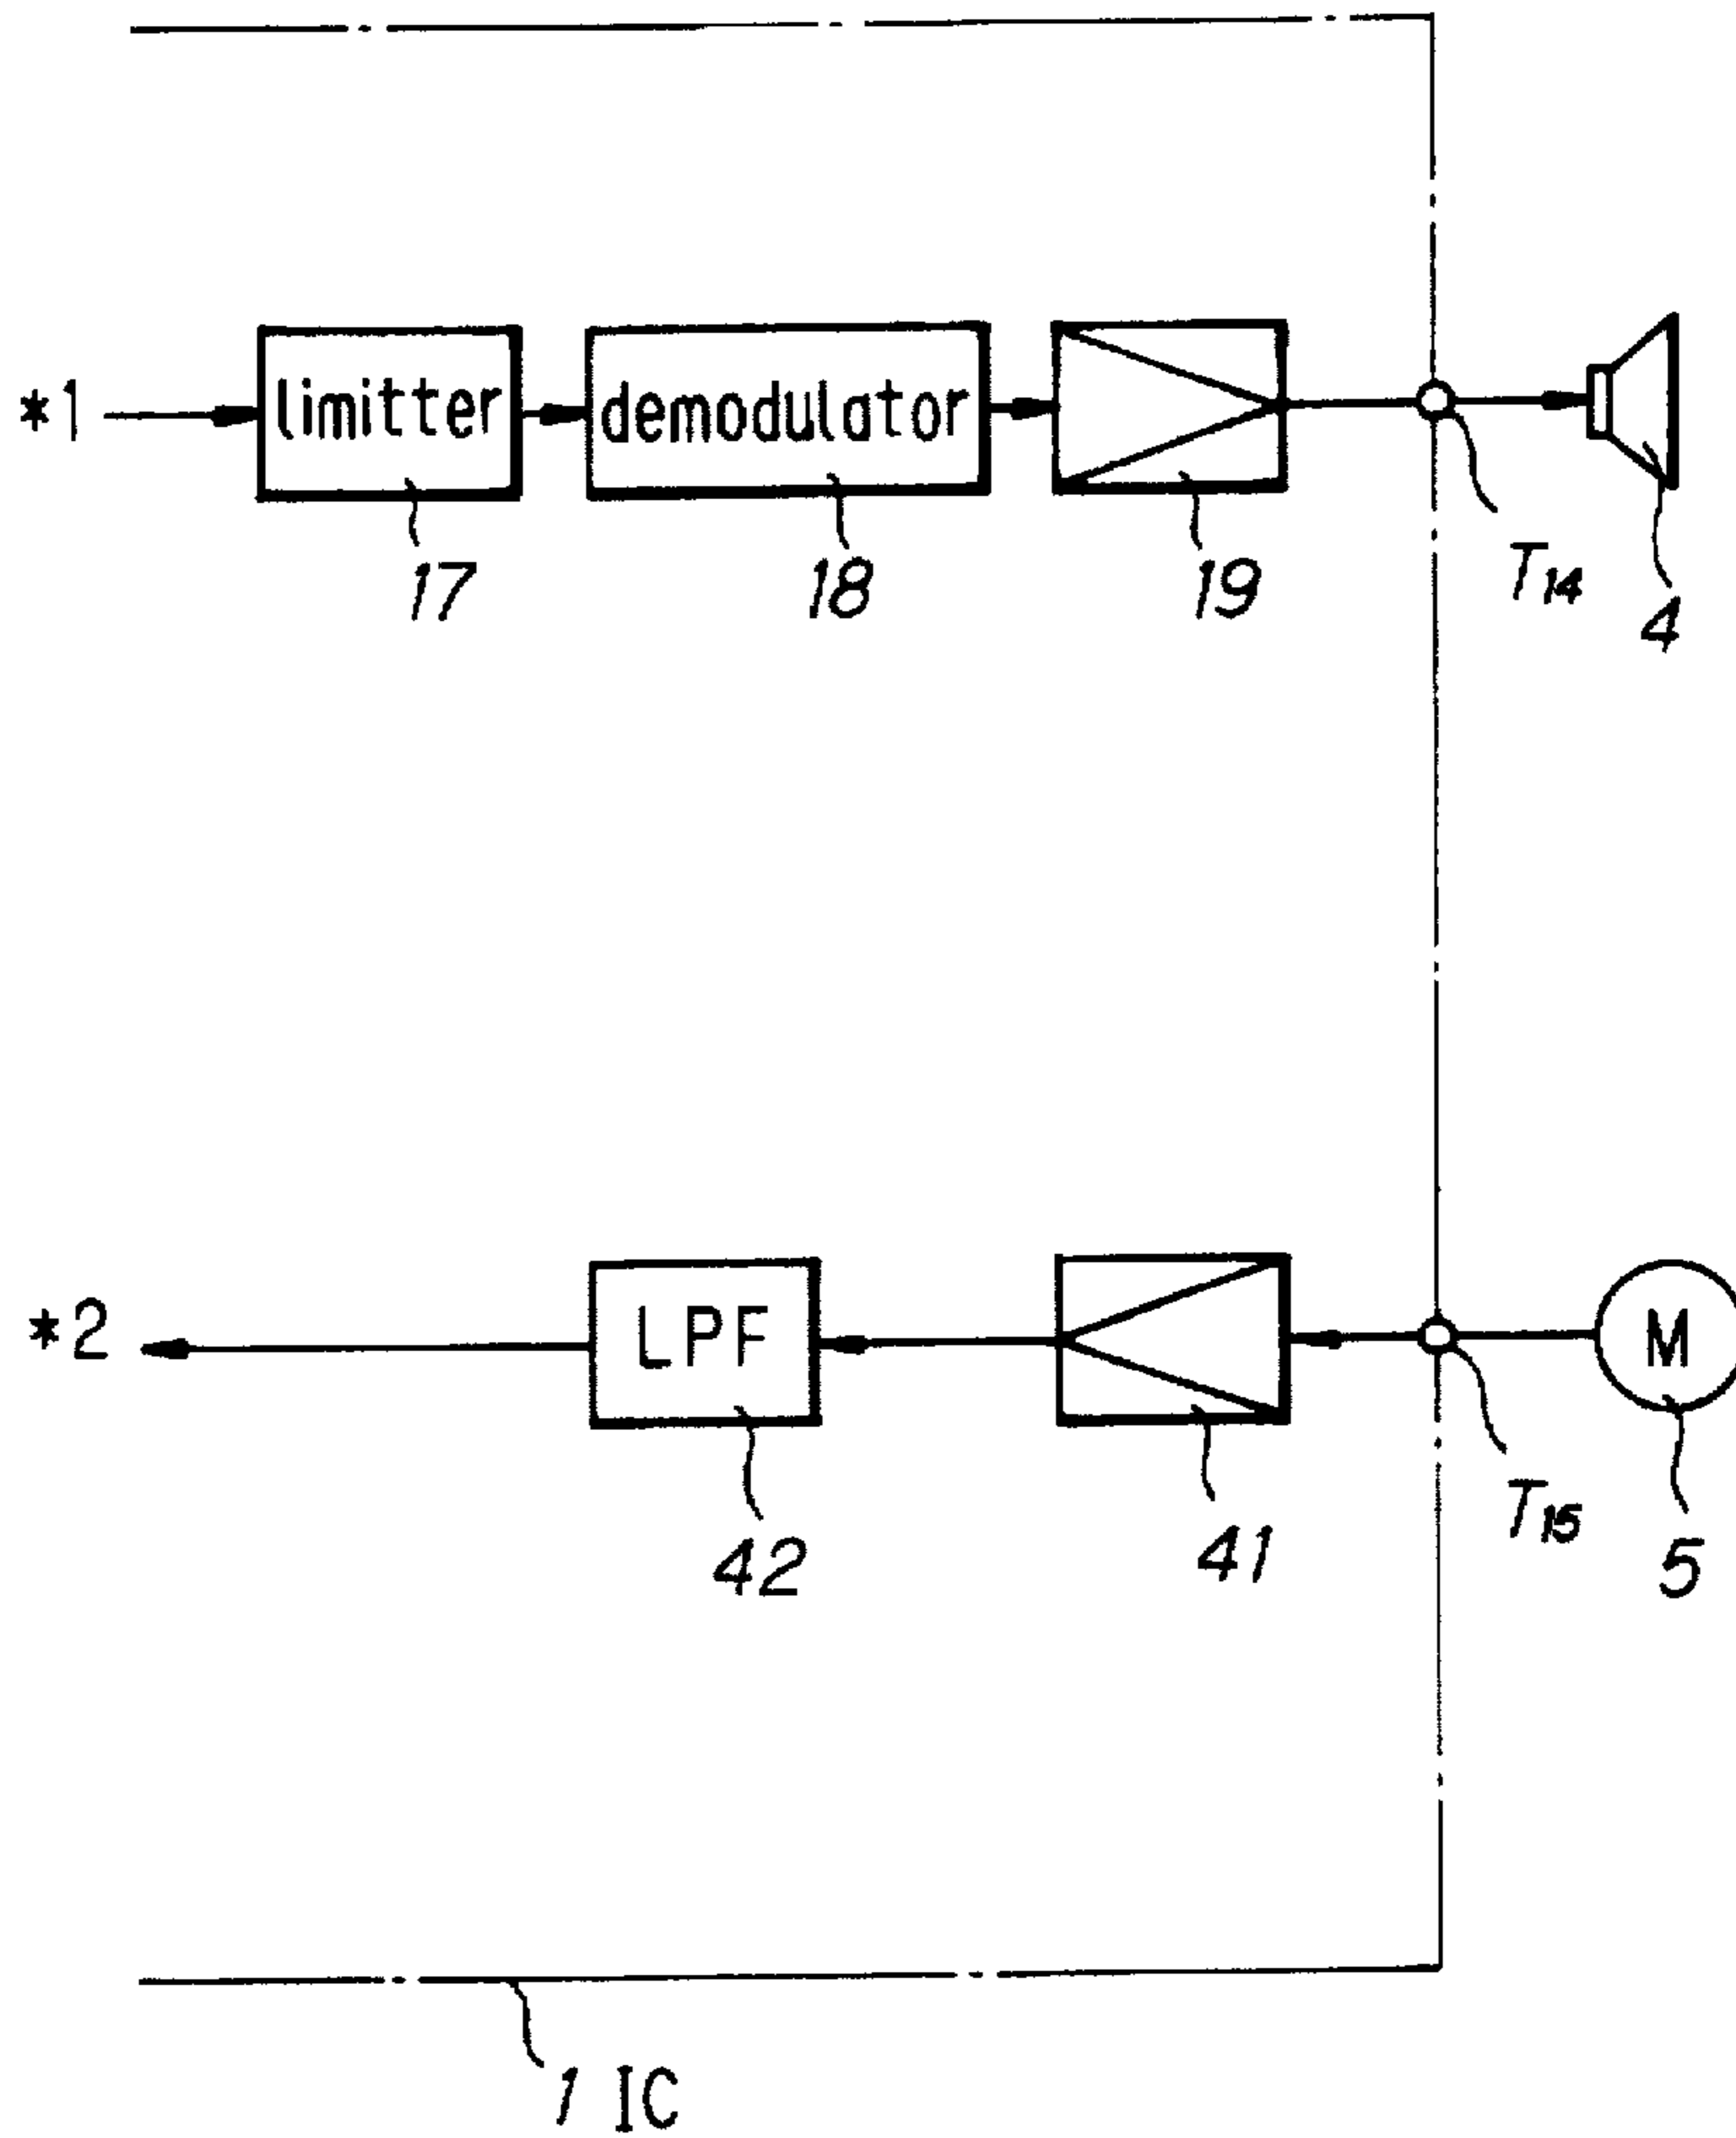 *1
limitter
demodulator
17
18
19
T14
4
*2
LPF
M
42
41
T15
5
1 IC